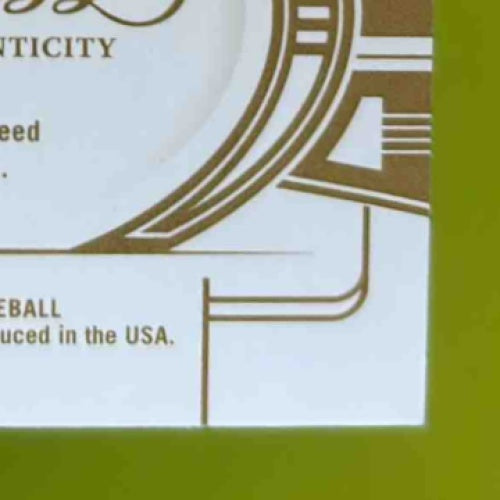 NTICITY
eed
.
EBALL
uced in the USA.